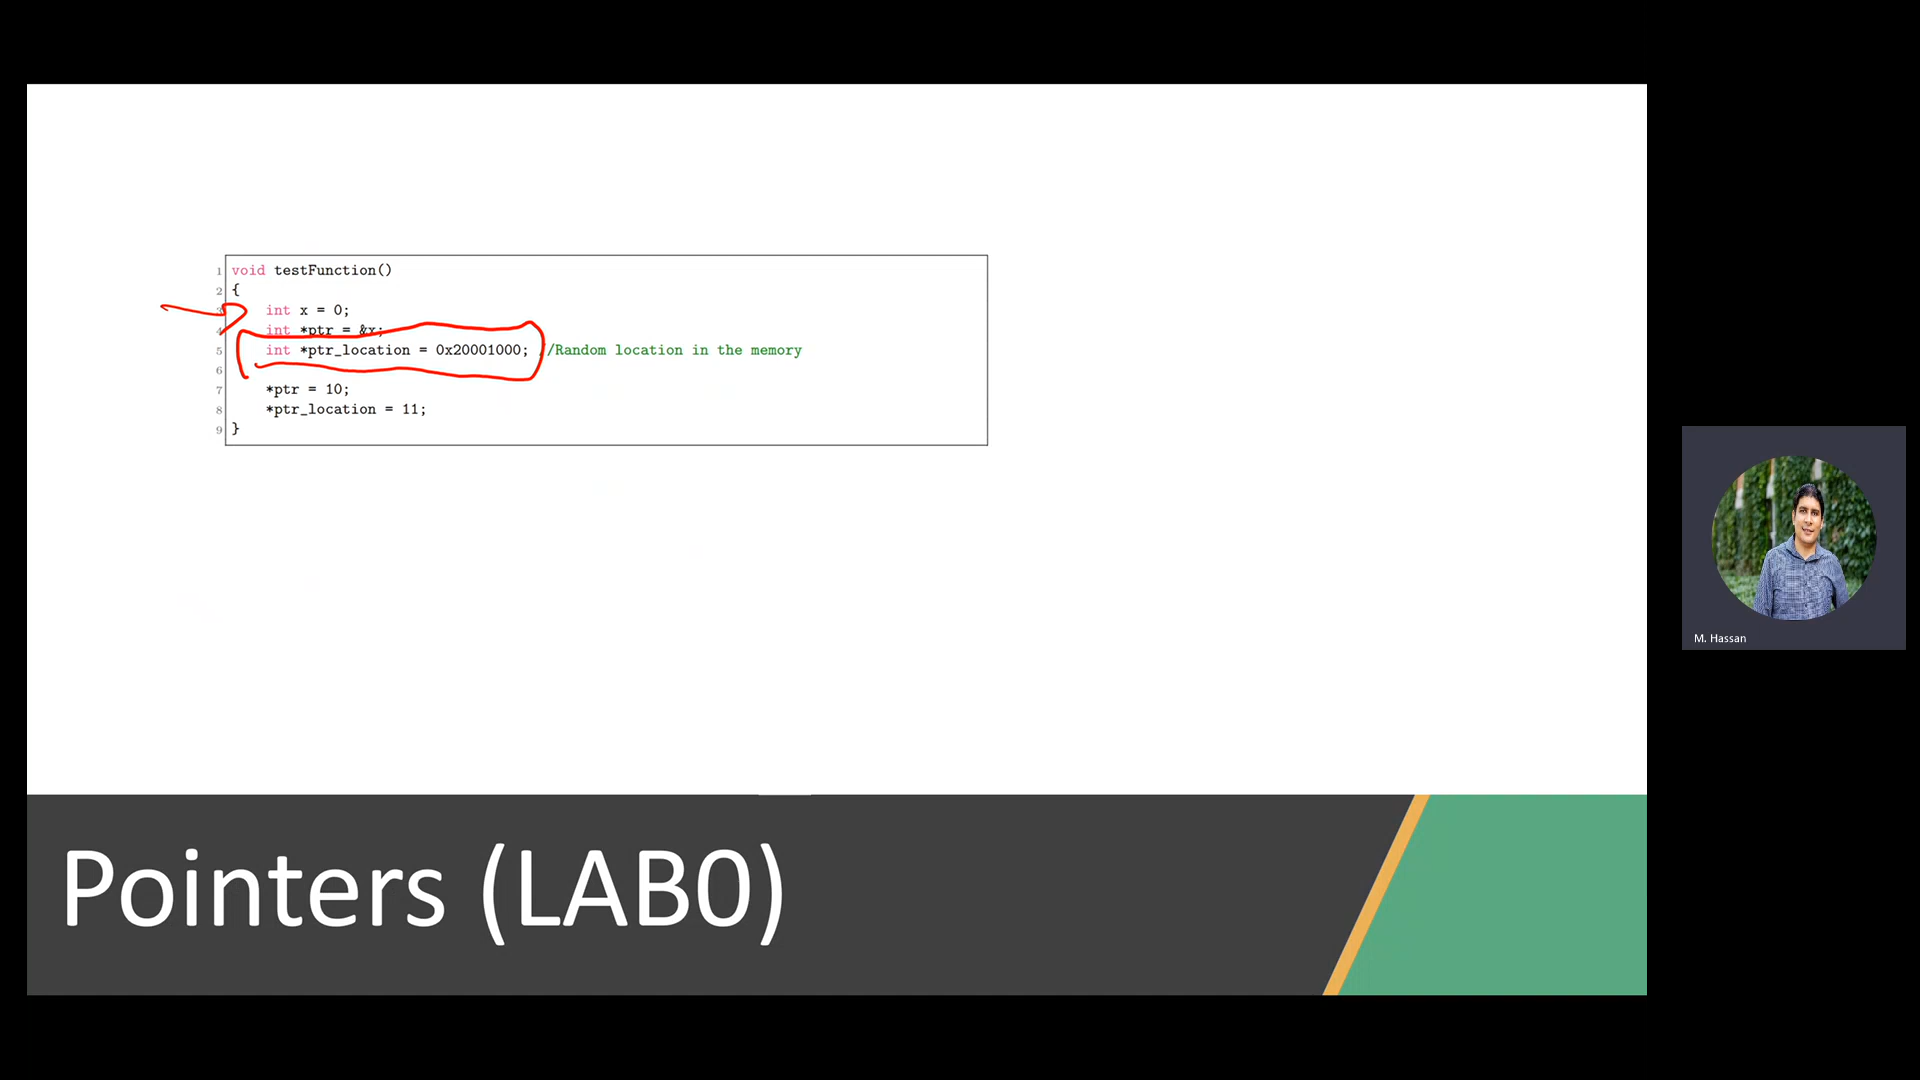 1 void testFunction()
2 {
3 int x = 0;
4 int *ptr = &x;
5 int *ptr_location = 0x20001000; //Random location in the memory
6
7 *ptr = 10;
8 *ptr_location = 11;
9 }
M. Hassan
Pointers (LAB0)